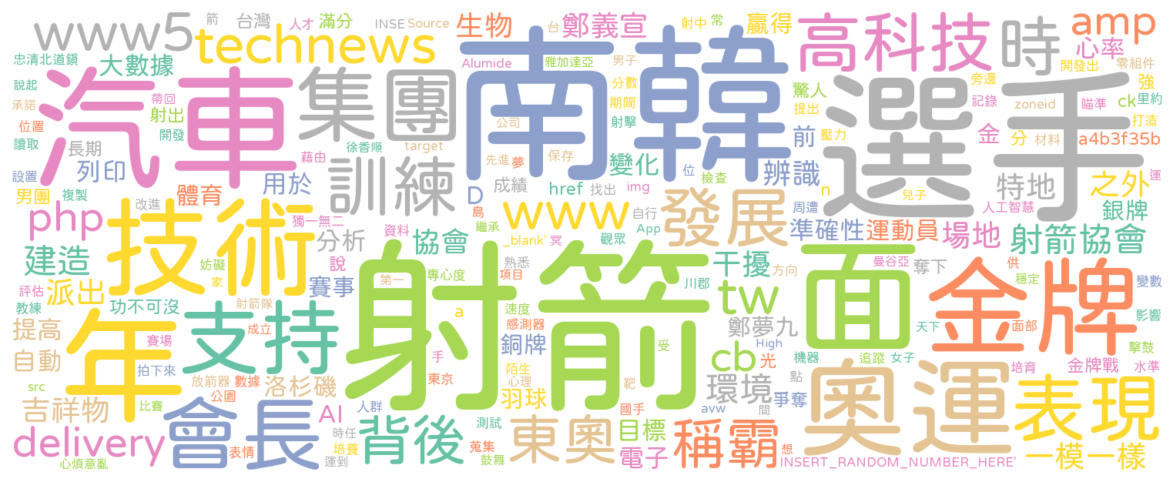 www5 箭 台灣 人才 滿分 INSE Source 生物 鄭義宣 射中 常 贏得 高科技 時 amp
忠清北道鎮 大數據 technews Alumide 雅加達亞 台 男子 心率 開發出 零組件
說起 汽車 集團 南韓 分數 期間 驚人 旁邊 選手 強 ck 里約
承諾 帶回 射出 開發 公司 射擊 提出 記錄 zoneid 瞄準 打造
位置 讀取 長期 列印 藉由 徐香順 target 變化 壓力 前 金 分 材料 a4b3f35b
設置 男團 複製 體育 用於 訓練 先進 夢 保存 位 檢查 辨識 n 特地 之外 運
php 改進 獨一無二 成績 D href 找出 img 兒子 人工智慧 銀牌
建造 技術 分析 資料 島 繼承 www 自行 App 周遭 發展 準確性 運動員 場地 射箭協會
妨礙 說 協會 _blank' 冥 觀眾 干擾 方向 曼谷亞 供
評估 派出 家 賽事 熟悉 專心度 第一 川郡 tw 面 奪下 穩定 變數
教練 功不可沒 射箭隊 a 項目 速度 射箭 鄭夢九 天下 金牌 影響
提高 年 賽場 成立 支持 銅牌 感測器 受 cb High 光 機器 追蹤 女子 面部 擊鼓
自動 拍下來 手 東京 陌生 環境 點 爭奪 培育 金牌戰 水準
src 放箭器 數據 洛杉磯 心理 羽球 靶 avw 間 奧運 表現
吉祥物 比賽 公園 會長 AI 人群 背後 測試 東奧 國手 目標 稱霸
delivery 表情 時任 培養 蒐集 電子 想 一模一樣
心煩意亂 運到 鼓舞 INSERT_RANDOM_NUMBER_HERE'